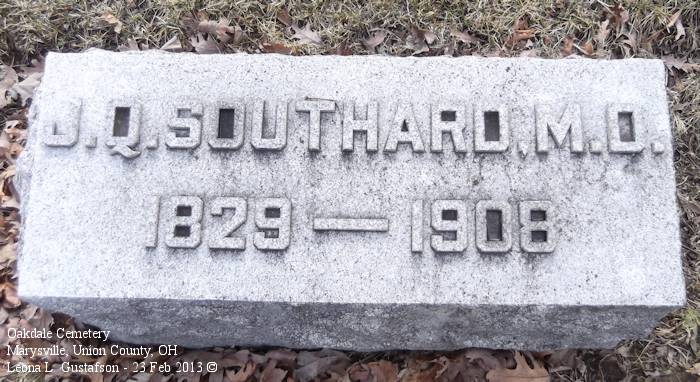 J.Q. SOUTHARD, M.D.
1829 — 1908
Oakdale Cemetery
Marysville, Union County, OH
Leona L. Gustafson - 23 Feb 2013 ©